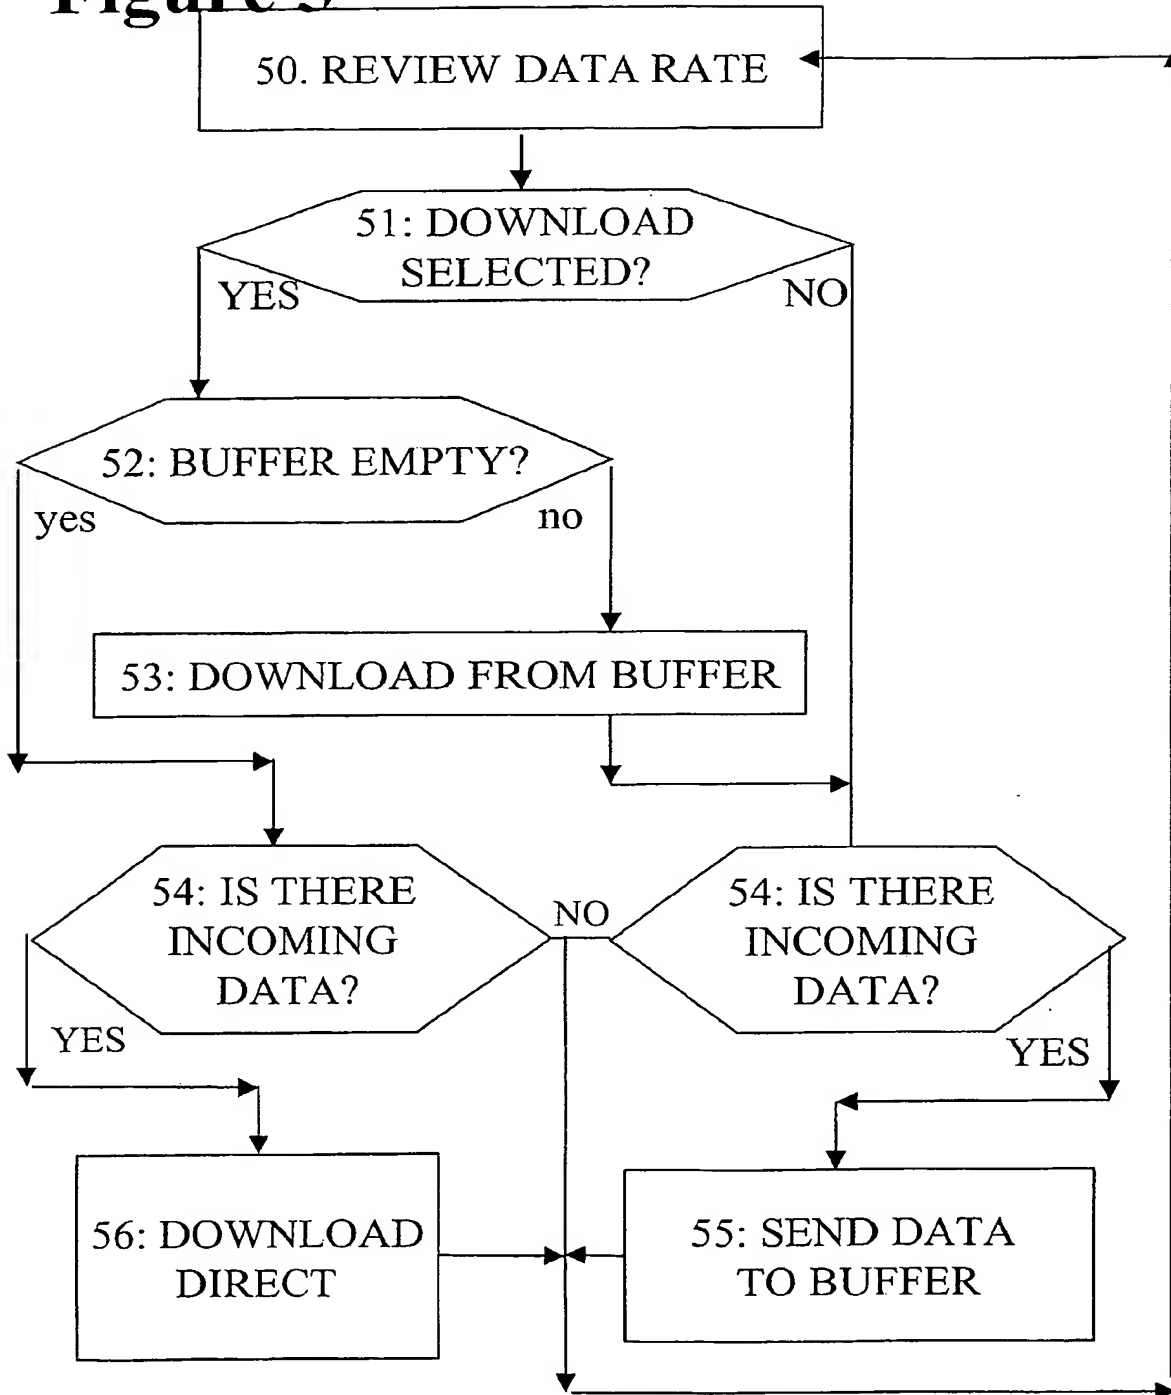 Figure 5
50. REVIEW DATA RATE
51: DOWNLOAD
SELECTED?
YES
NO
52: BUFFER EMPTY?
yes
no
53: DOWNLOAD FROM BUFFER
54: IS THERE
INCOMING
DATA?
NO
54: IS THERE
INCOMING
DATA?
YES
YES
56: DOWNLOAD
DIRECT
55: SEND DATA
TO BUFFER